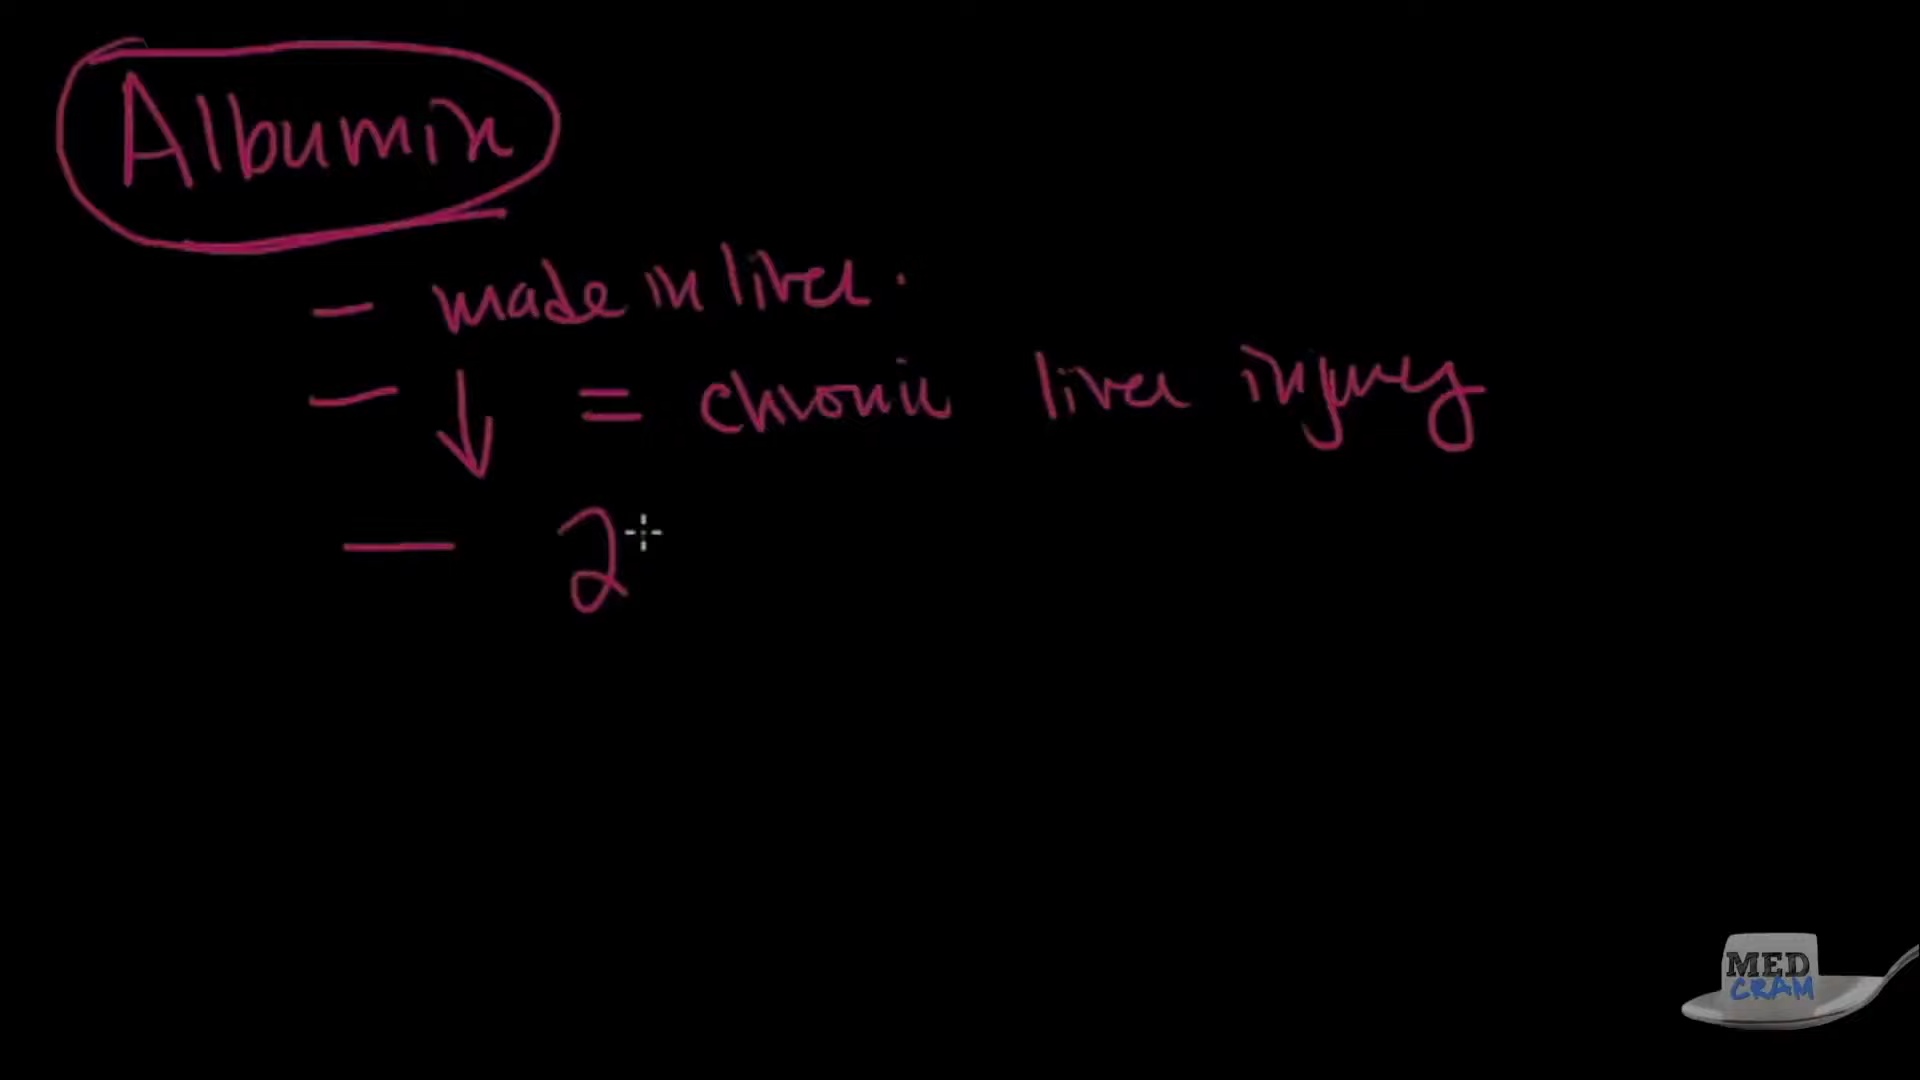 Albumin
- made in liver.
- ↓ = chronic liver injury
- 2
MED
CRAM